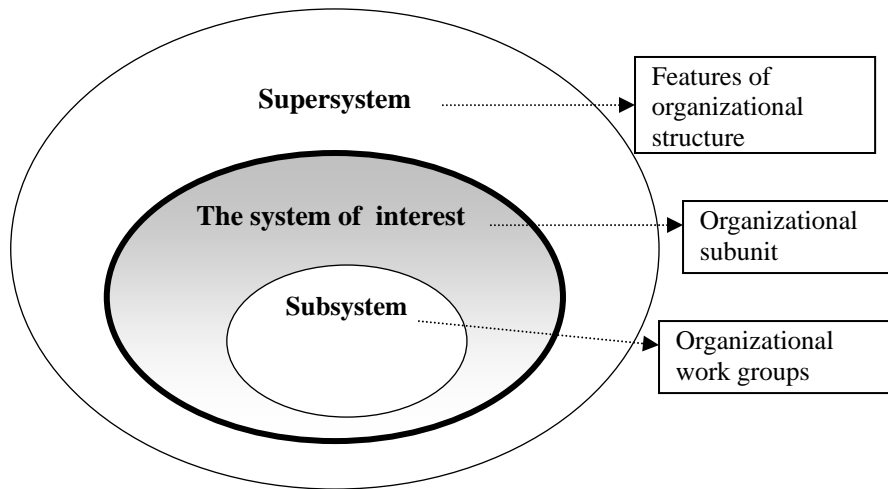 Supersystem
Features of
organizational
structure
The system of interest
Organizational
subunit
Subsystem
Organizational
work groups